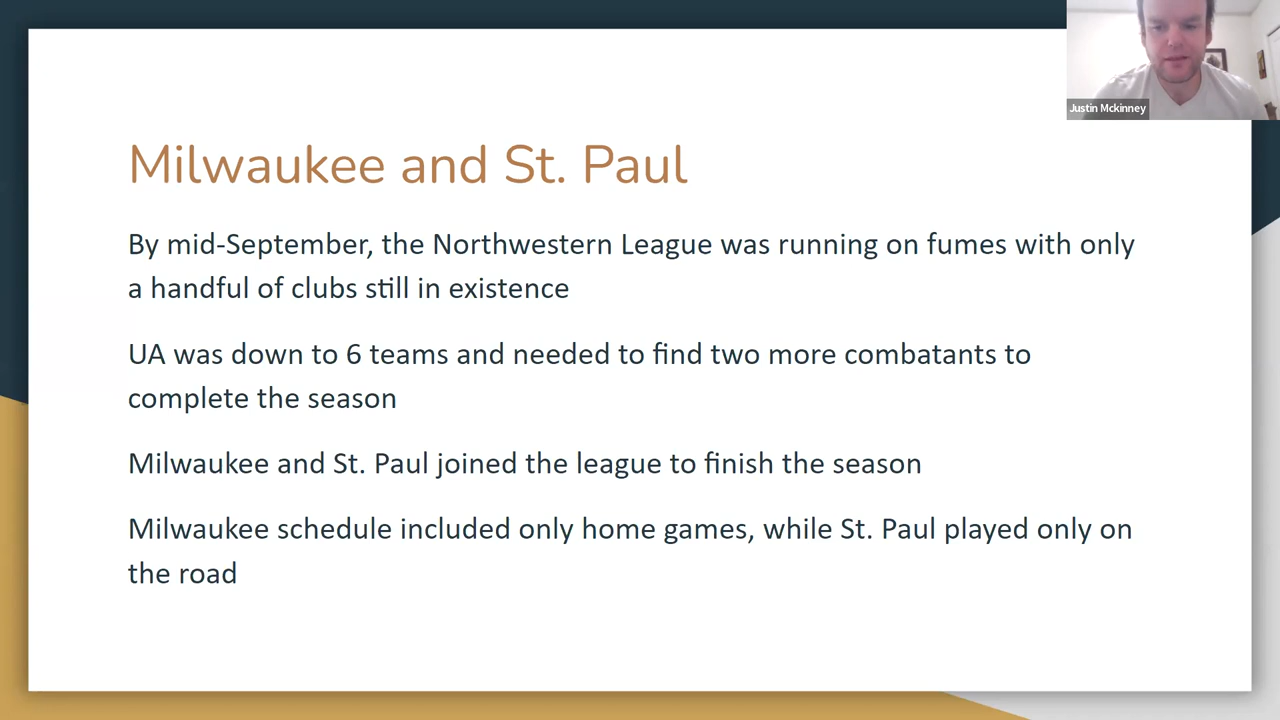 Justin Mckinney
Milwaukee and St. Paul
By mid-September, the Northwestern League was running on fumes with only
a handful of clubs still in existence
UA was down to 6 teams and needed to find two more combatants to
complete the season
Milwaukee and St. Paul joined the league to finish the season
Milwaukee schedule included only home games, while St. Paul played only on
the road